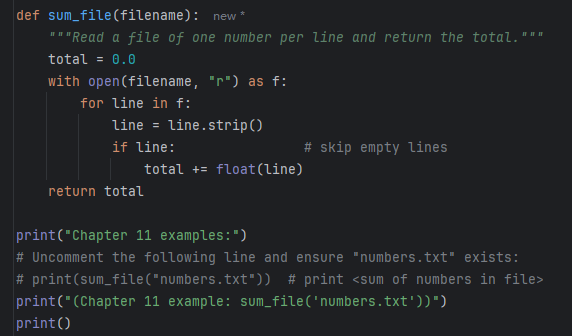 def sum_file(filename):  new *
    """Read a file of one number per line and return the total."""
    total = 0.0
    with open(filename, "r") as f:
        for line in f:
            line = line.strip()
            if line:                # skip empty lines
                total += float(line)
    return total

print("Chapter 11 examples:")
# Uncomment the following line and ensure "numbers.txt" exists:
# print(sum_file("numbers.txt"))  # print <sum of numbers in file>
print("(Chapter 11 example: sum_file('numbers.txt'))")
print()